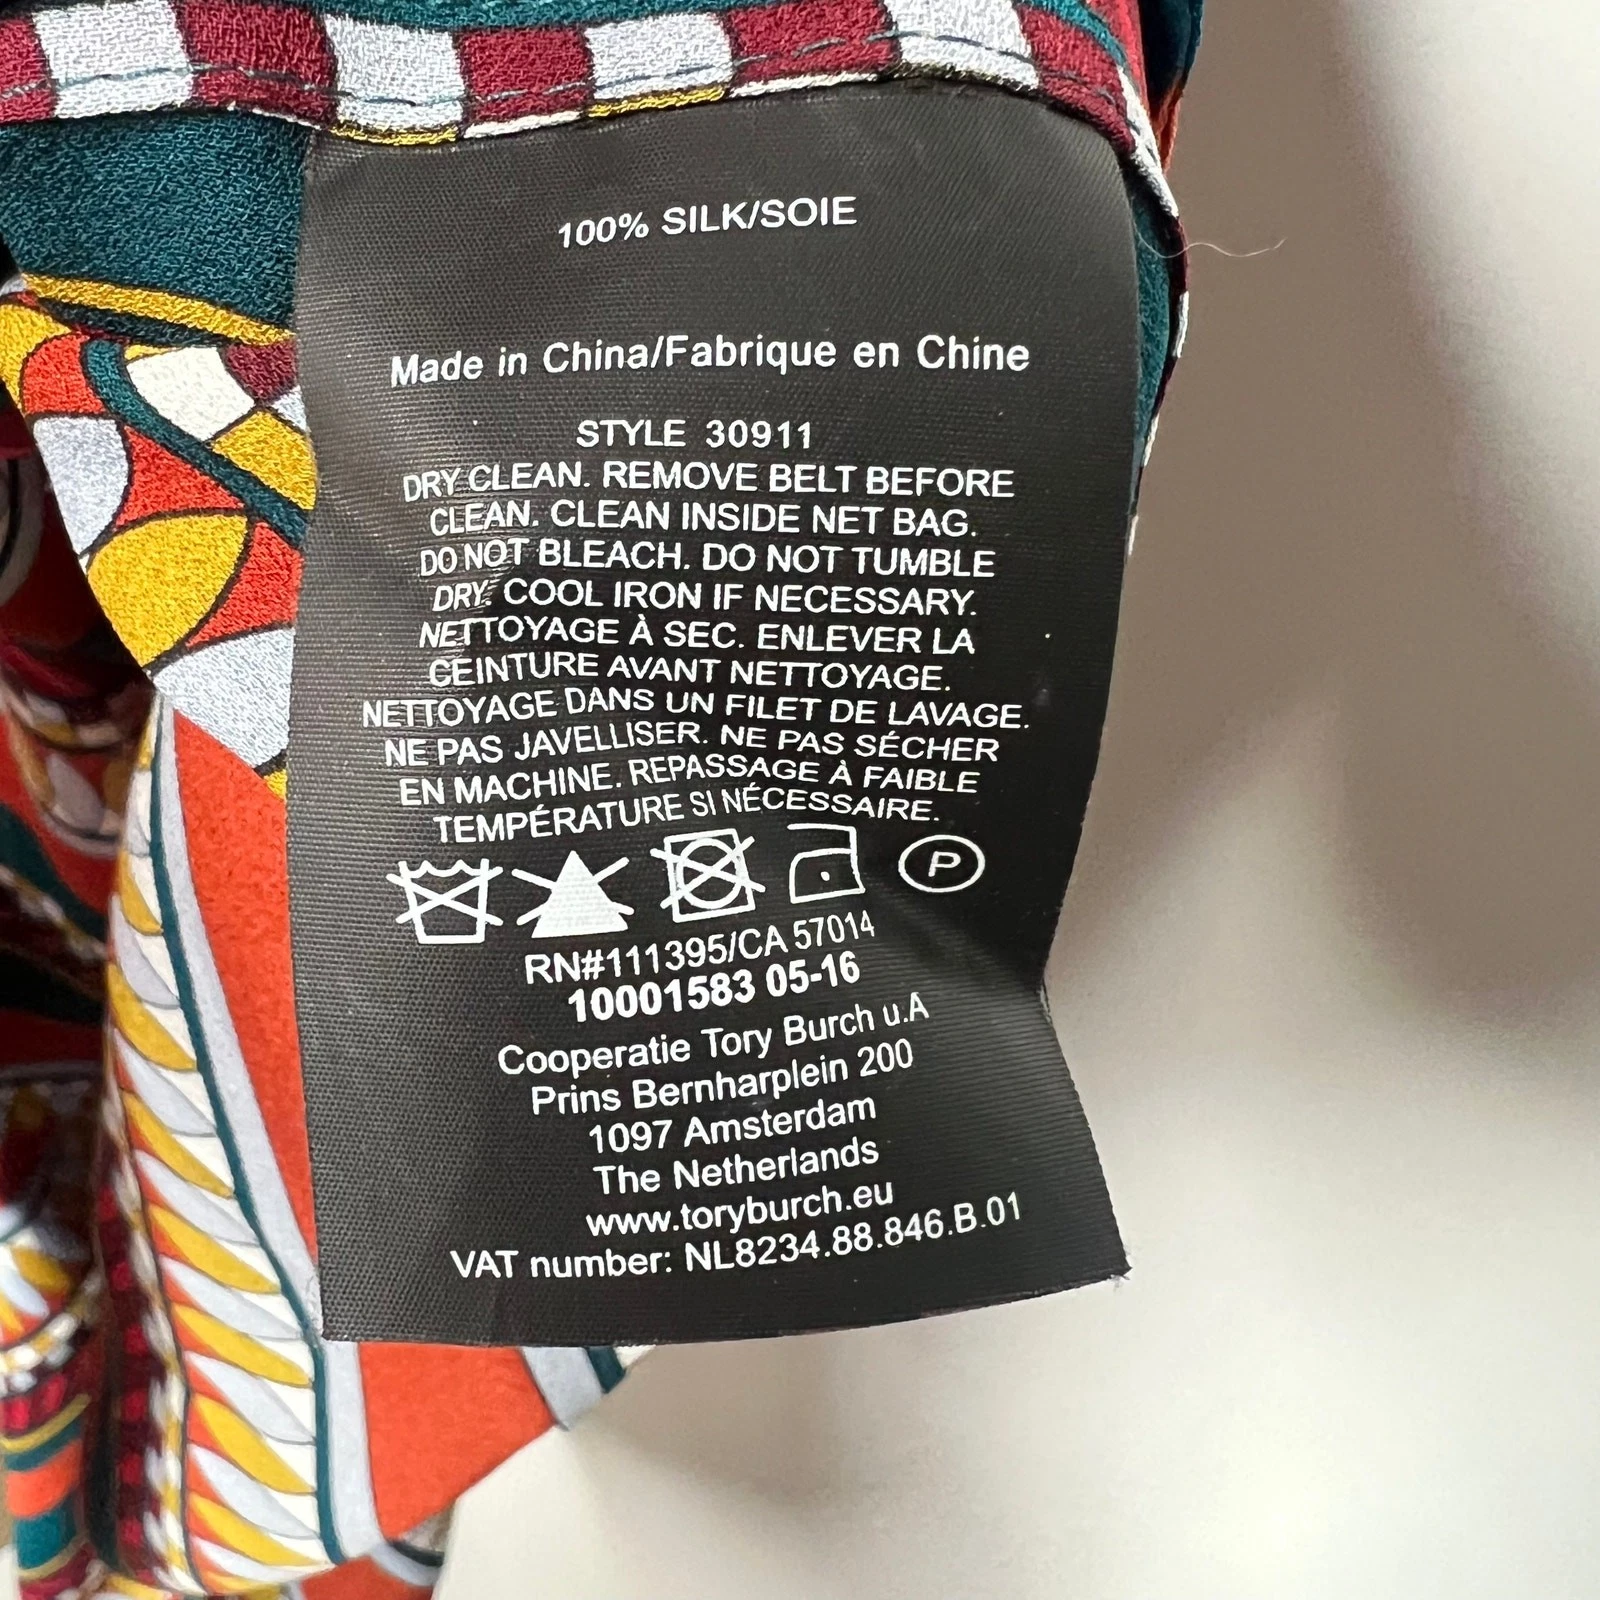 100% SILK/SOIE
Made in China/Fabrique en Chine
STYLE 30911
DRY CLEAN. REMOVE BELT BEFORE
CLEAN. CLEAN INSIDE NET BAG.
DO NOT BLEACH. DO NOT TUMBLE
DRY. COOL IRON IF NECESSARY.
NETTOYAGE À SEC. ENLEVER LA
CEINTURE AVANT NETTOYAGE.
NETTOYAGE DANS UN FILET DE LAVAGE.
NE PAS JAVELLISER. NE PAS SÉCHER
EN MACHINE. REPASSAGE À FAIBLE
TEMPÉRATURE SI NÉCESSAIRE.
P
RN#111395/CA 57014
10001583 05-16
Cooperatie Tory Burch u.A
Prins Bernharplein 200
1097 Amsterdam
The Netherlands
www.toryburch.eu
VAT number: NL8234.88.846.B.01